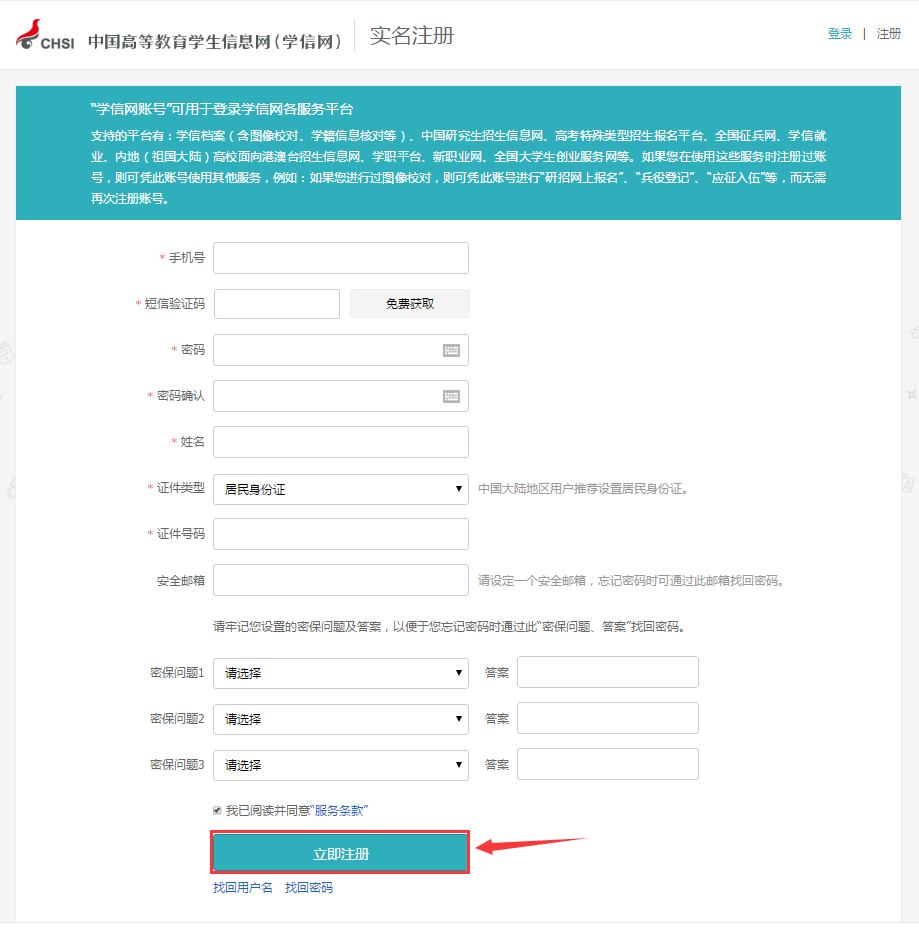 CHSI 中国高等教育学生信息网(学信网) 实名注册 登录 | 注册
“学信网账号”可用于登录学信网各服务平台
支持的平台有：学信档案（含图像校对、学籍信息核对等）、中国研究生招生信息网、高考特殊类型招生报名平台、全国征兵网、学信就
业、内地（祖国大陆）高校面向港澳台招生信息网、学职平台、新职业网、全国大学生创业服务网等。如果您在使用这些服务时注册过账
号，则可凭此账号使用其他服务，例如：如果您进行过图像校对，则可凭此账号进行“研招网上报名”、“兵役登记”、“应征入伍”等，而无需
再次注册账号。
* 手机号
* 短信验证码 免费获取
* 密码
* 密码确认
* 姓名
* 证件类型 居民身份证 中国大陆地区用户推荐设置居民身份证。
* 证件号码
安全邮箱 请设定一个安全邮箱，忘记密码时可通过此邮箱找回密码。
请牢记您设置的密保问题及答案，以便于您忘记密码时通过此“密保问题、答案”找回密码。
密保问题1 请选择 答案
密保问题2 请选择 答案
密保问题3 请选择 答案
我已阅读并同意“服务条款”
立即注册
找回用户名 找回密码